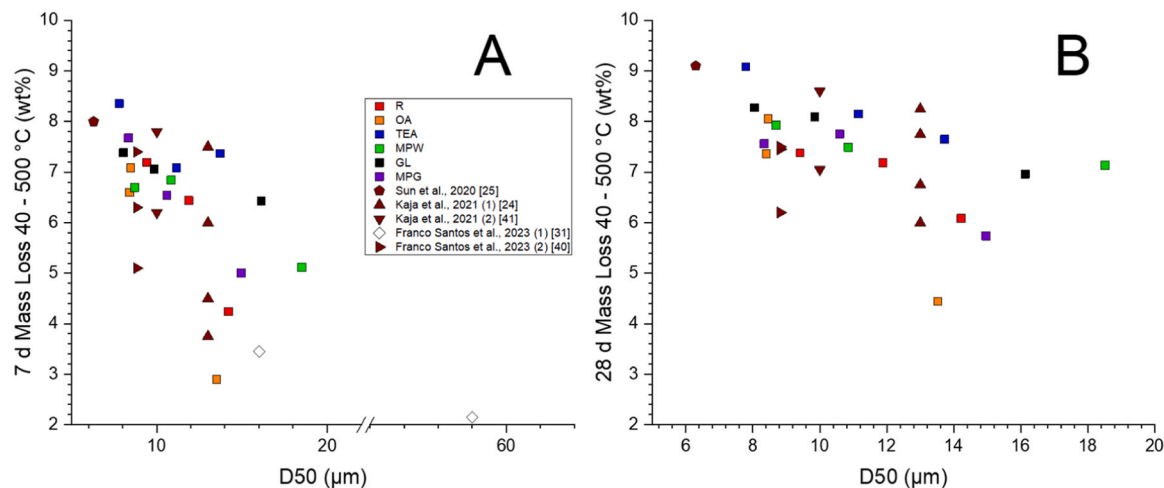 A
7 d Mass Loss 40 - 500 °C (wt%)
10
9
8
7
6
5
4
3
2
10
20
60
D50 (μm)
R
OA
TEA
MPW
GL
MPG
Sun et al., 2020 [25]
Kaja et al., 2021 (1) [24]
Kaja et al., 2021 (2) [41]
Franco Santos et al., 2023 (1) [31]
Franco Santos et al., 2023 (2) [40]
B
28 d Mass Loss 40 - 500 °C (wt%)
10
9
8
7
6
5
4
3
2
6
8
10
12
14
16
18
20
D50 (μm)